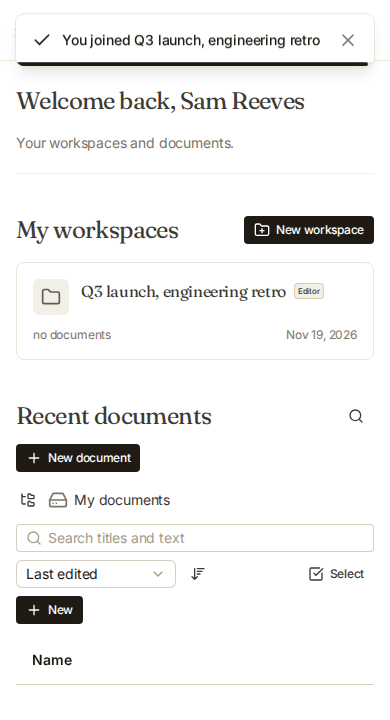 You joined Q3 launch, engineering retro
Welcome back, Sam Reeves
Your workspaces and documents.
My workspaces
New workspace
Q3 launch, engineering retro
Editor
no documents
Nov 19, 2026
Recent documents
New document
My documents
Search titles and text
Last edited
Select
New
Name